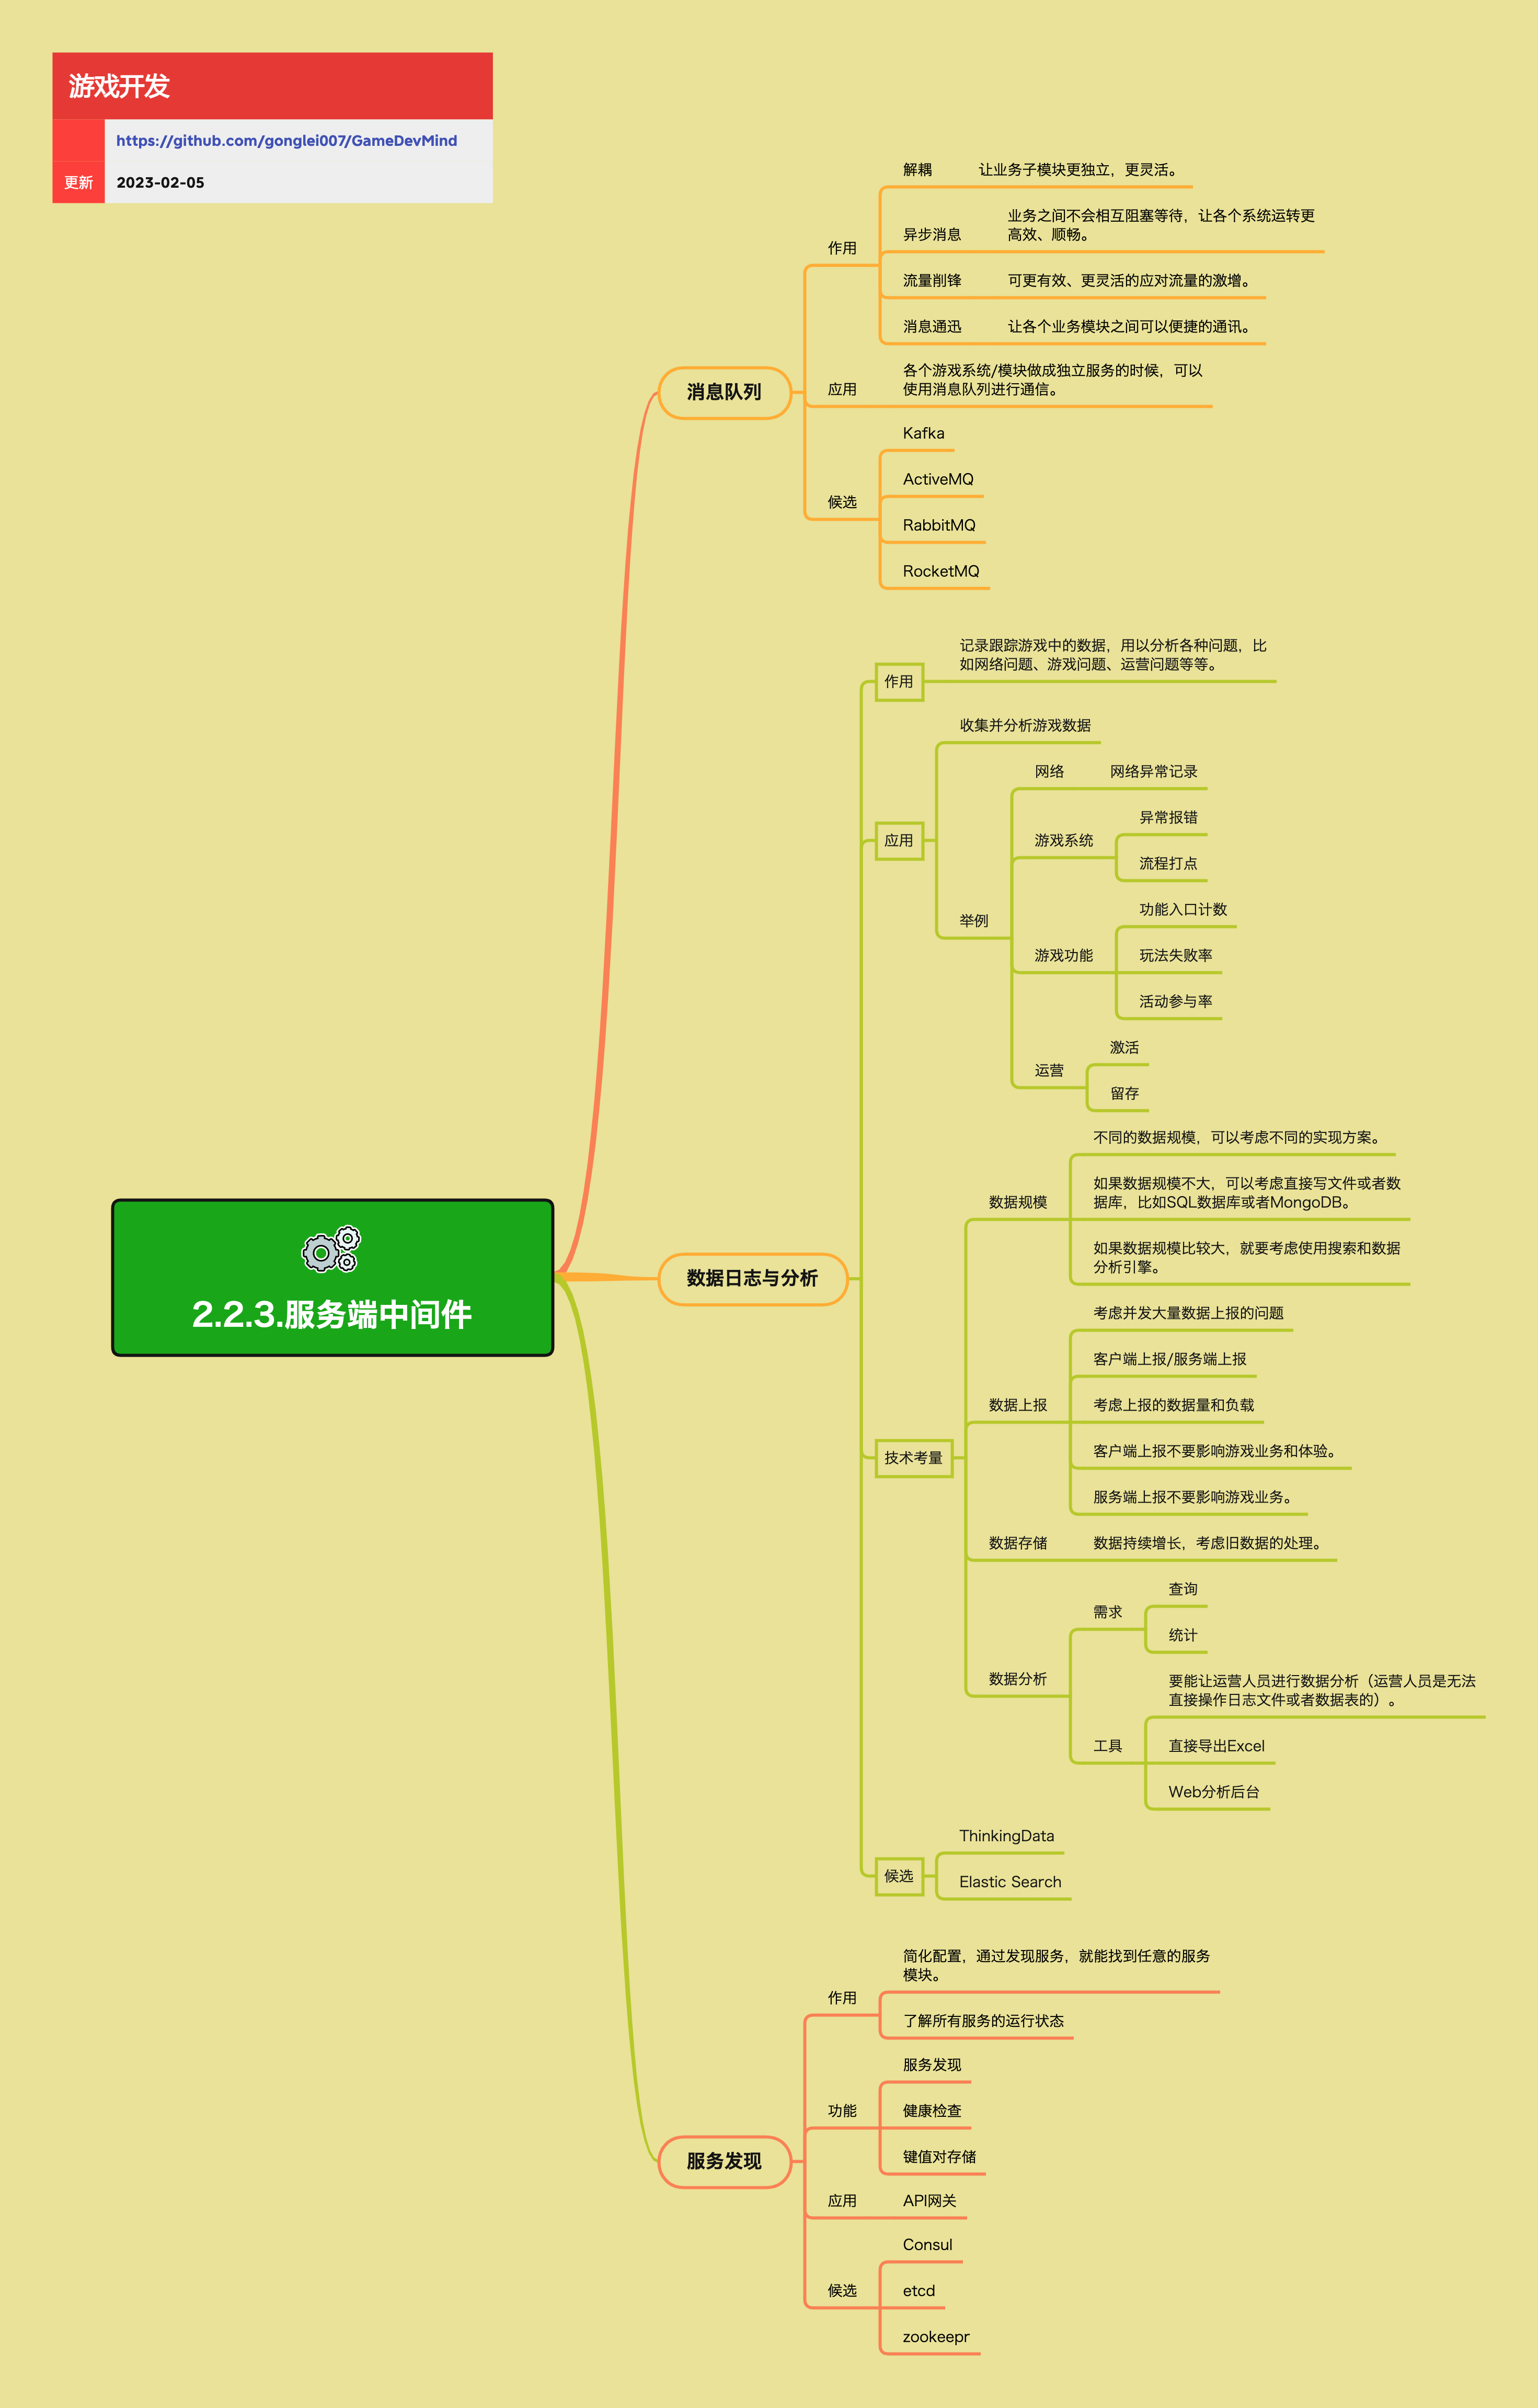 游戏开发
https://github.com/gonglei007/GameDevMind
更新
2023-02-05
2.2.3.服务端中间件
消息队列
作用
解耦
让业务子模块更独立，更灵活。
异步消息
业务之间不会相互阻塞等待，让各个系统运转更
高效、顺畅。
流量削锋
可更有效、更灵活的应对流量的激增。
消息通迅
让各个业务模块之间可以便捷的通讯。
应用
各个游戏系统/模块做成独立服务的时候，可以
使用消息队列进行通信。
候选
Kafka
ActiveMQ
RabbitMQ
RocketMQ
数据日志与分析
作用
记录跟踪游戏中的数据，用以分析各种问题，比
如网络问题、游戏问题、运营问题等等。
应用
收集并分析游戏数据
举例
网络
网络异常记录
游戏系统
异常报错
流程打点
游戏功能
功能入口计数
玩法失败率
活动参与率
运营
激活
留存
技术考量
数据规模
不同的数据规模，可以考虑不同的实现方案。
如果数据规模不大，可以考虑直接写文件或者数
据库，比如SQL数据库或者MongoDB。
如果数据规模比较大，就要考虑使用搜索和数据
分析引擎。
数据上报
考虑并发大量数据上报的问题
客户端上报/服务端上报
考虑上报的数据量和负载
客户端上报不要影响游戏业务和体验。
服务端上报不要影响游戏业务。
数据存储
数据持续增长，考虑旧数据的处理。
数据分析
需求
查询
统计
工具
要能让运营人员进行数据分析（运营人员是无法
直接操作日志文件或者数据表的）。
直接导出Excel
Web分析后台
候选
ThinkingData
Elastic Search
服务发现
作用
简化配置，通过发现服务，就能找到任意的服务
模块。
了解所有服务的运行状态
功能
服务发现
健康检查
键值对存储
应用
API网关
候选
Consul
etcd
zookeepr